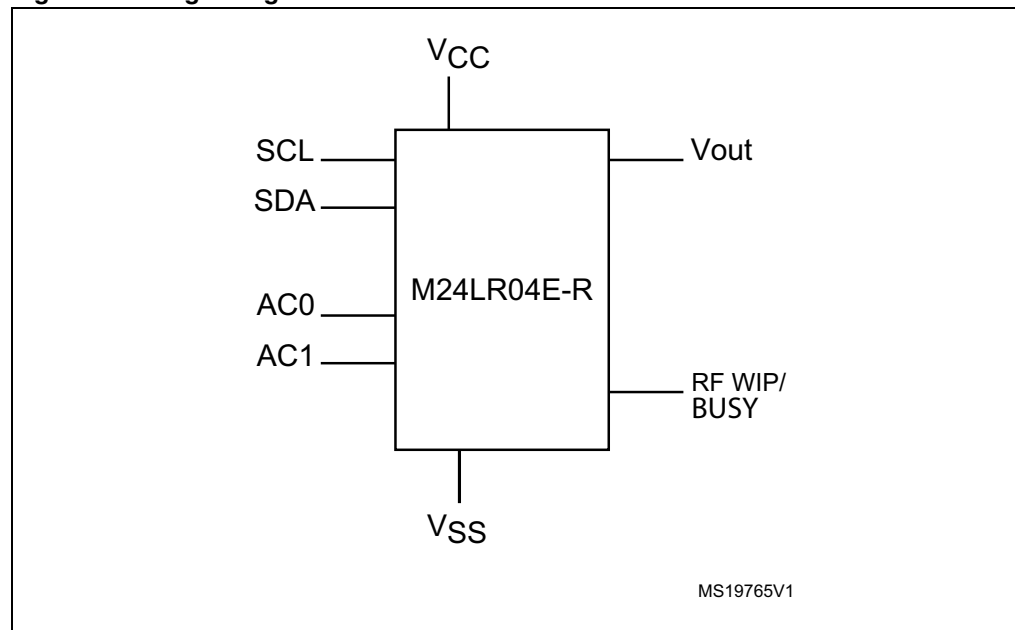 VCC
SCL
Vout
SDA
M24LR04E-R
AC0
AC1
RF WIP/
BUSY
VSS
MS19765V1